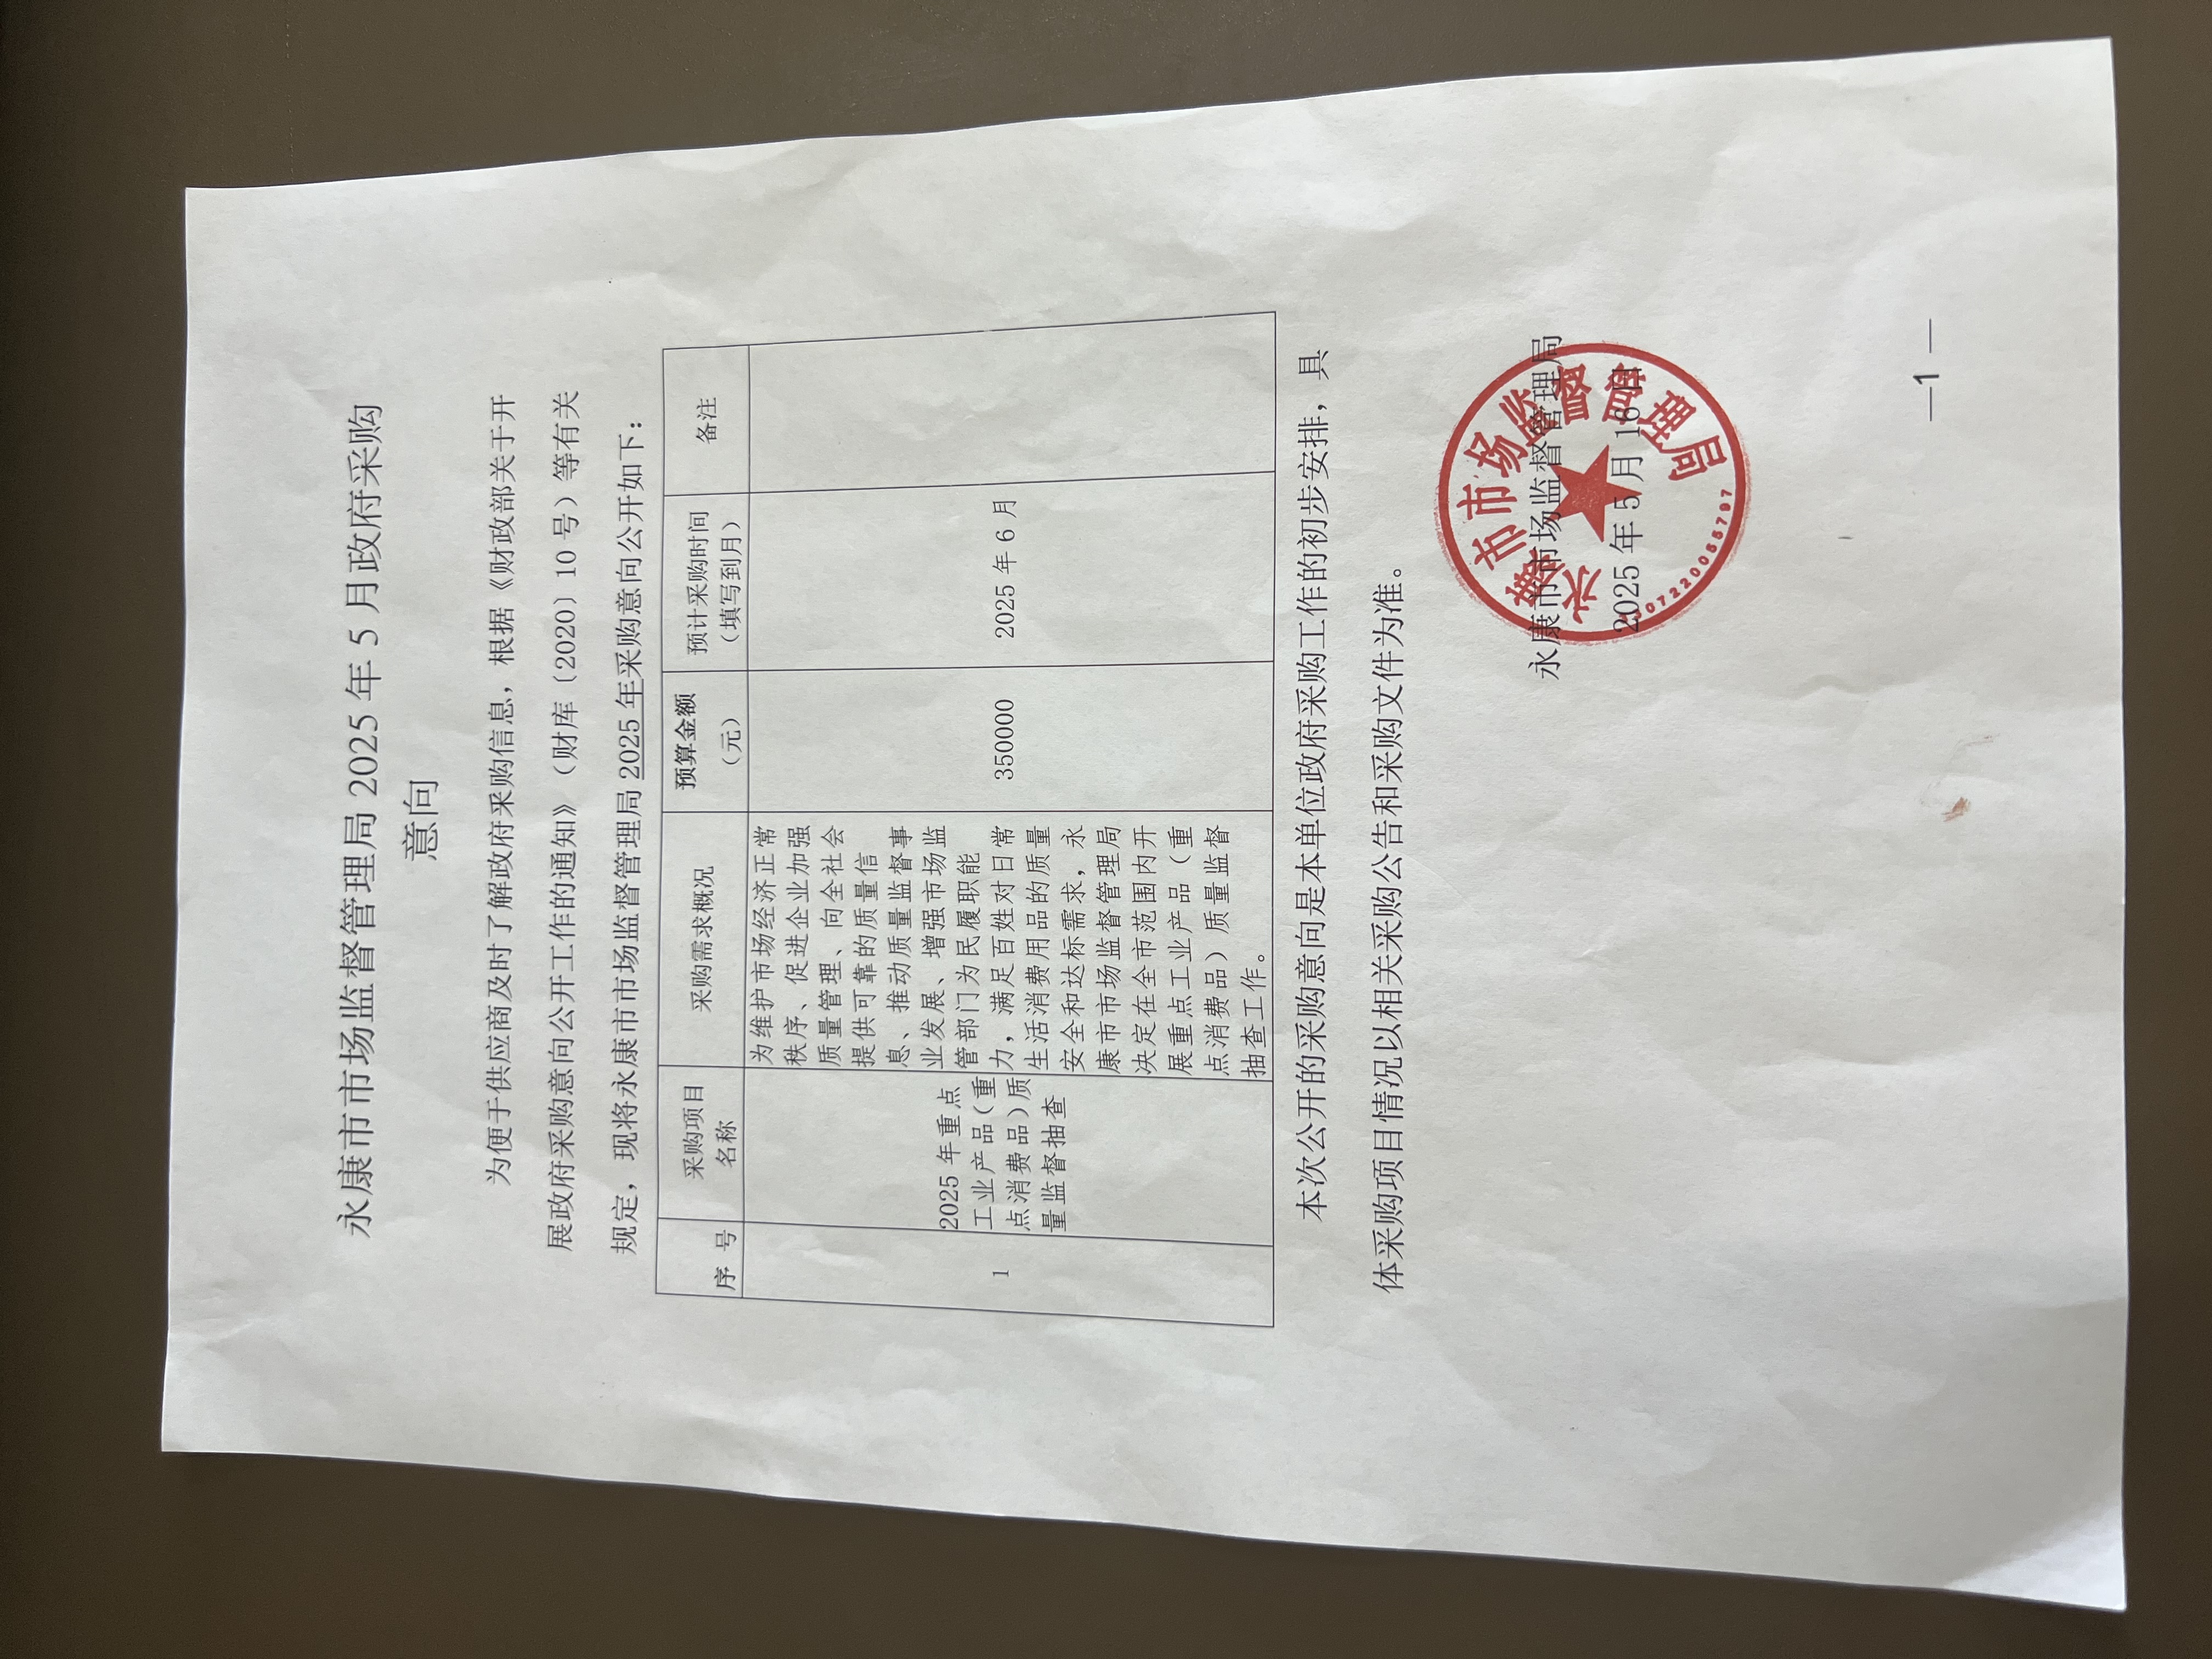 永康市市场监督管理局 2025 年 5 月政府采购
意向
为便于供应商及时了解政府采购信息，根据《财政部关于开
展政府采购意向公开工作的通知》（财库〔2020〕10 号）等有关
规定，现将永康市市场监督管理局 2025 年采购意向公开如下：
序 号
采购项目
名称
采购需求概况
预算金额
（元）
预计采购时间
（填写到月）
备注
1
2025 年重点
工业产品（重
点消费品）质
量监督抽查
为维护市场经济正常
秩序、促进企业加强
质量管理、向全社会
提供可靠的质量信
息、推动质量监督事
业发展、增强市场监
管部门为民履职能
力，满足百姓对日常
生活消费用品的质量
安全和达标需求，永
康市市场监督管理局
决定在全市范围内开
展重点工业产品（重
点消费品）质量监督
抽查工作。
350000
2025 年 6 月
本次公开的采购意向是本单位政府采购工作的初步安排，具
体采购项目情况以相关采购公告和采购文件为准。
永康市市场监督管理局
2025 年 5 月 16 日
永康市市场监督管理局
—1 —